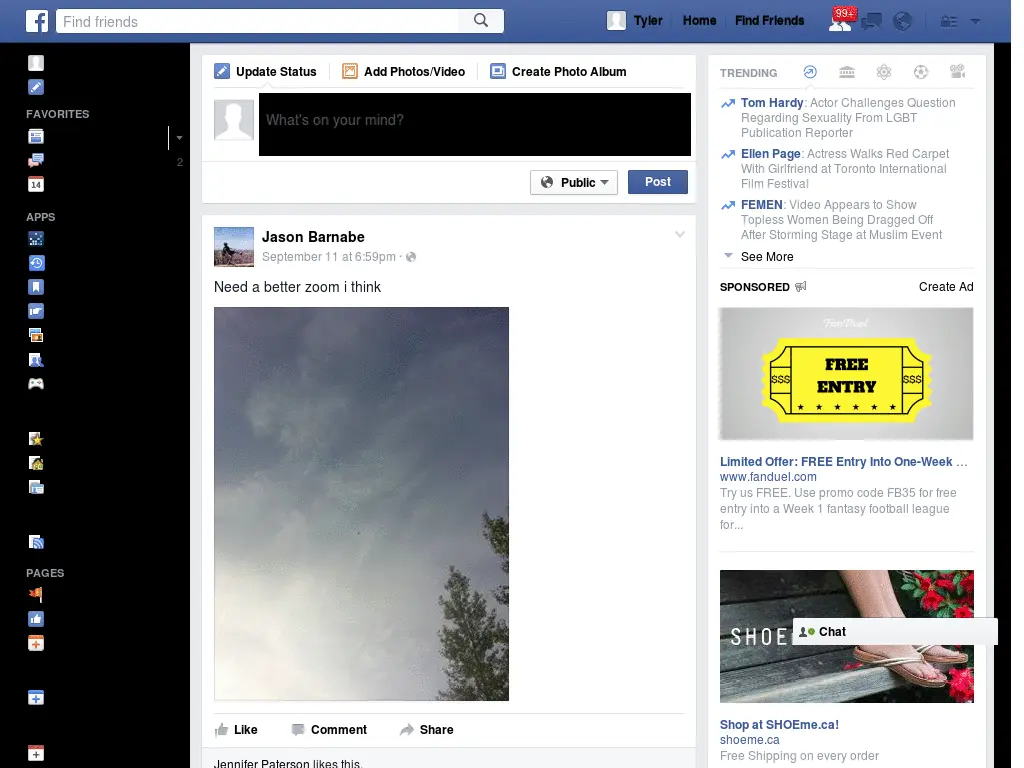 f
Find friends
Tyler
Home
Find Friends
99+
FAVORITES
2
14
APPS
PAGES
Update Status
Add Photos/Video
Create Photo Album
What's on your mind?
Public
Post
Jason Barnabe
September 11 at 6:59pm ·
Need a better zoom i think
Like
Comment
Share
Jennifer Paterson likes this.
TRENDING
Tom Hardy: Actor Challenges Question
Regarding Sexuality From LGBT
Publication Reporter
Ellen Page: Actress Walks Red Carpet
With Girlfriend at Toronto International
Film Festival
FEMEN: Video Appears to Show
Topless Women Being Dragged Off
After Storming Stage at Muslim Event
See More
SPONSORED
Create Ad
FanDuel
$$$
FREE
ENTRY
$$$
Limited Offer: FREE Entry Into One-Week ...
www.fanduel.com
Try us FREE. Use promo code FB35 for free
entry into a Week 1 fantasy football league
for...
SHOE
Chat
Shop at SHOEme.ca!
shoeme.ca
Free Shipping on every order